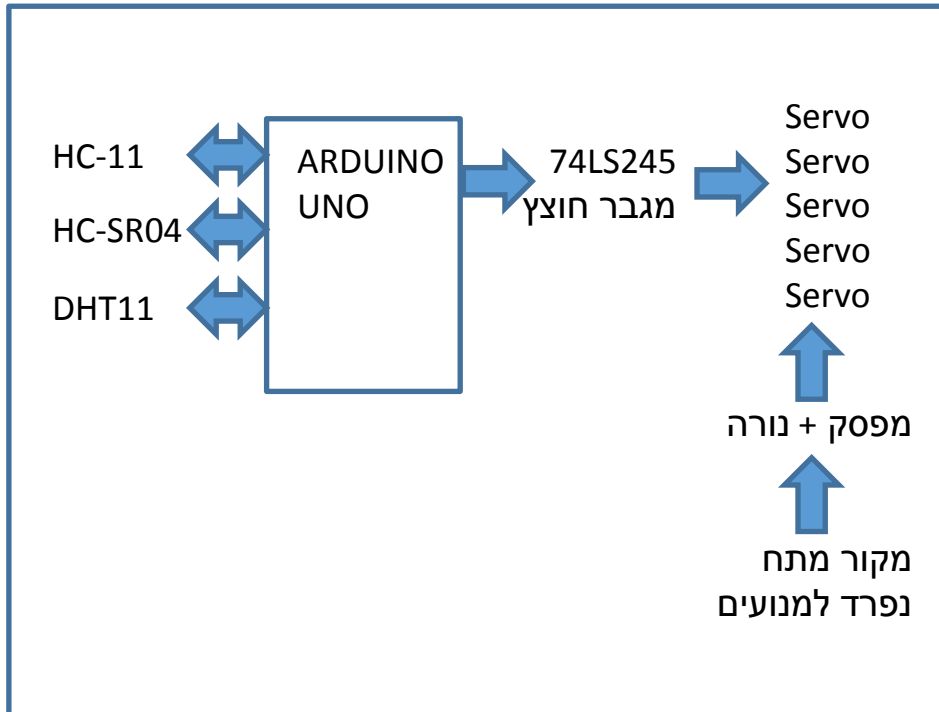 HC-11
HC-SR04
DHT11
ARDUINO
UNO
74LS245
מגבר חוצץ
Servo
Servo
Servo
Servo
Servo
מפסק + נורה
מקור מתח
נפרד למנועים